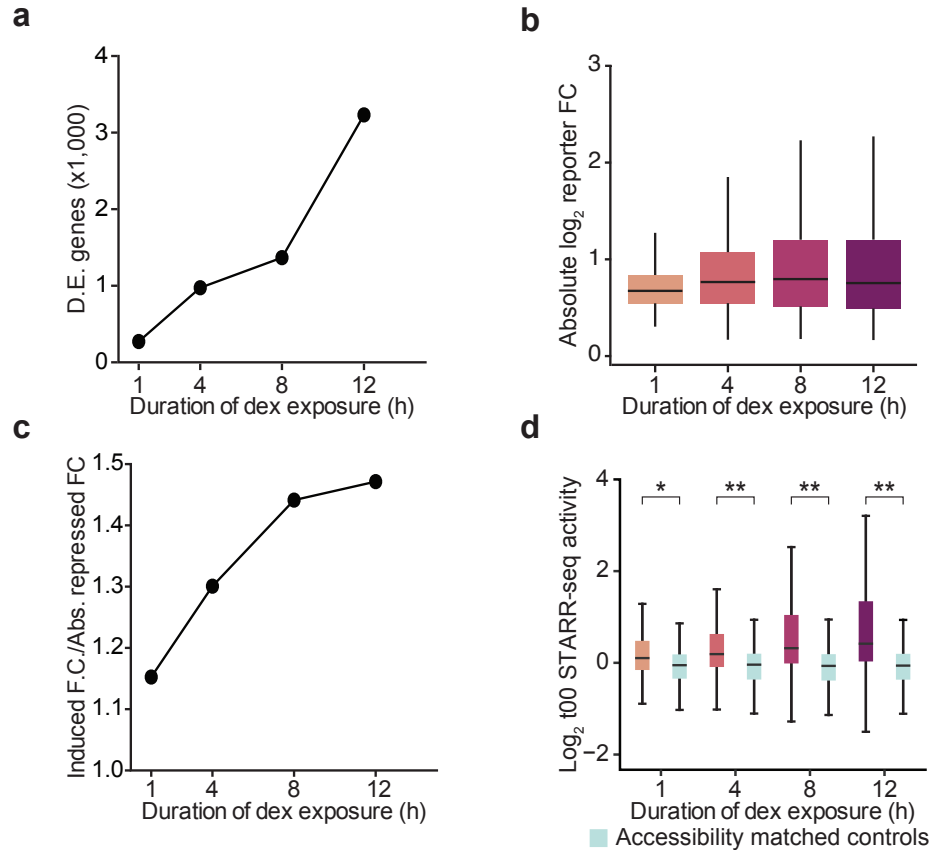 a
D.E. genes (x1,000)
4
3
2
1
0
1 4 8 12
Duration of dex exposure (h)
b
Absolute log2 reporter FC
3
2
1
0
1 4 8 12
Duration of dex exposure (h)
c
Induced F.C./Abs. repressed FC
1.5
1.4
1.3
1.2
1.1
1.0
1 4 8 12
Duration of dex exposure (h)
d
Log2 t00 STARR-seq activity
4
2
0
−2
* ** ** **
1 4 8 12
Duration of dex exposure (h)
Accessibility matched controls